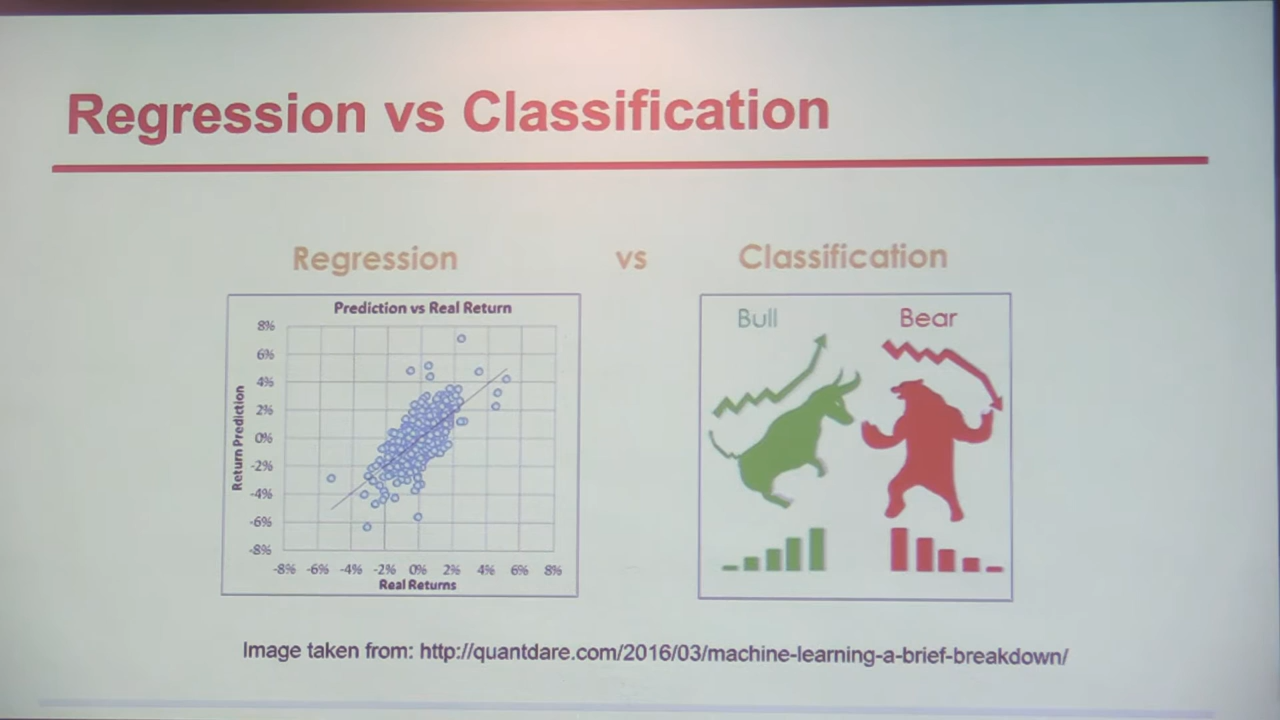 Regression vs Classification
Regression vs Classification
Prediction vs Real Return
8%
6%
4%
2%
0%
-2%
-4%
-6%
-8%
Return Prediction
-8% -6% -4% -2% 0% 2% 4% 6% 8%
Real Returns
Bull Bear
Image taken from: http://quantdare.com/2016/03/machine-learning-a-brief-breakdown/